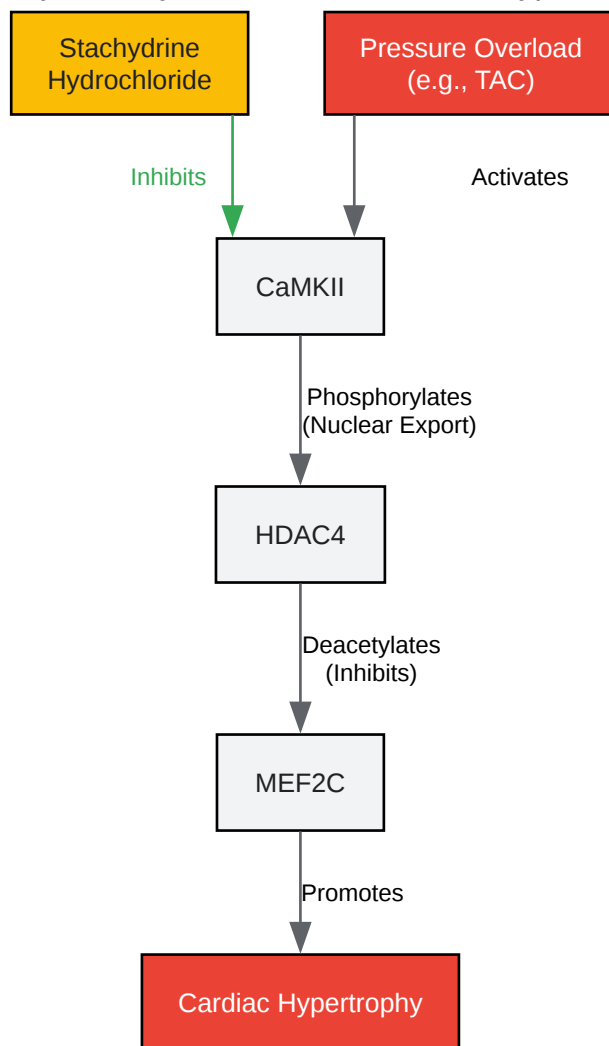 Stachydrine
Hydrochloride
Pressure Overload
(e.g., TAC)
Inhibits
Activates
CaMKII
Phosphorylates
(Nuclear Export)
HDAC4
Deacetylates
(Inhibits)
MEF2C
Promotes
Cardiac Hypertrophy